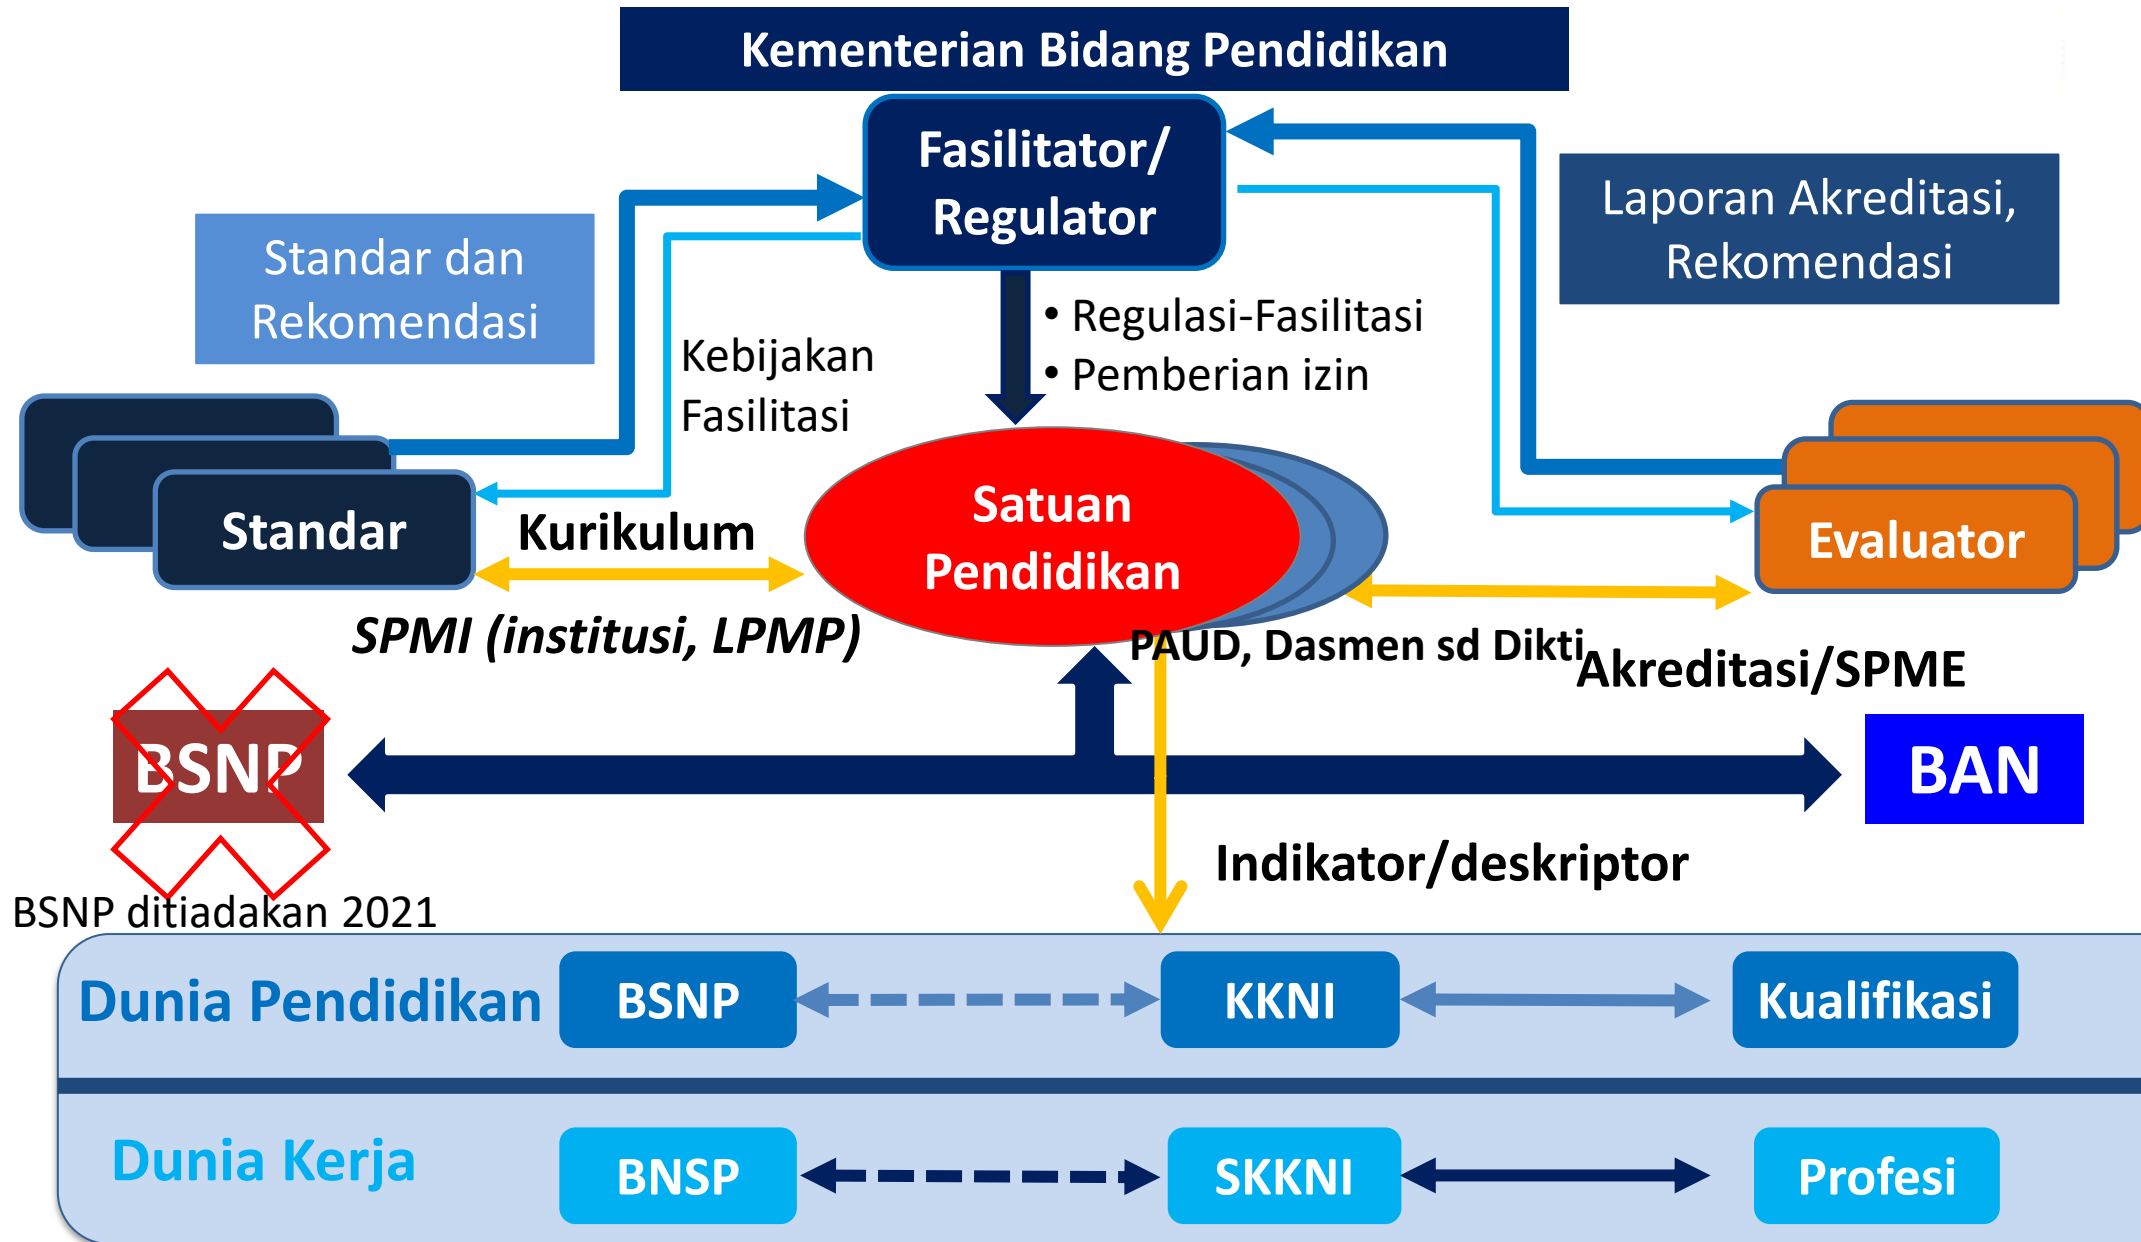 Kementerian Bidang Pendidikan
Fasilitator/
Regulator
Standar dan
Rekomendasi
Laporan Akreditasi,
Rekomendasi
Kebijakan
Fasilitasi
• Regulasi-Fasilitasi
• Pemberian izin
Standar
Kurikulum
Satuan
Pendidikan
Evaluator
SPMI (institusi, LPMP)
PAUD, Dasmen sd Dikti
Akreditasi/SPME
BSNP
BAN
Indikator/deskriptor
BSNP ditiadakan 2021
Dunia Pendidikan
BSNP
KKNI
Kualifikasi
Dunia Kerja
BNSP
SKKNI
Profesi